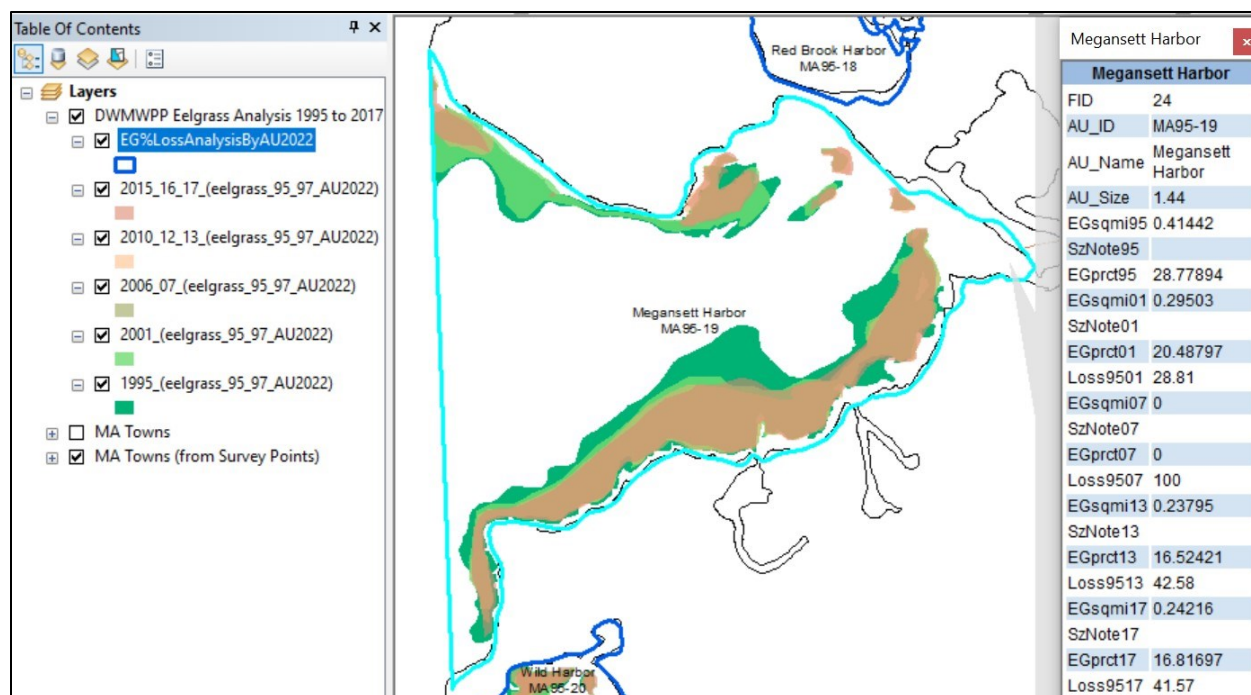 Table Of Contents
Layers
DWMWPP Eelgrass Analysis 1995 to 2017
EG%LossAnalysisByAU2022
2015_16_17_(eelgrass_95_97_AU2022)
2010_12_13_(eelgrass_95_97_AU2022)
2006_07_(eelgrass_95_97_AU2022)
2001_(eelgrass_95_97_AU2022)
1995_(eelgrass_95_97_AU2022)
MA Towns
MA Towns (from Survey Points)
Red Brook Harbor
MA95-18
Megansett Harbor
MA95-19
Wild Harbor
MA95-20
Megansett Harbor
Megansett Harbor
FID 24
AU_ID MA95-19
AU_Name Megansett
Harbor
AU_Size 1.44
EGsqmi95 0.41442
SzNote95
EGprct95 28.77894
EGsqmi01 0.29503
SzNote01
EGprct01 20.48797
Loss9501 28.81
EGsqmi07 0
SzNote07
EGprct07 0
Loss9507 100
EGsqmi13 0.23795
SzNote13
EGprct13 16.52421
Loss9513 42.58
EGsqmi17 0.24216
SzNote17
EGprct17 16.81697
Loss9517 41.57